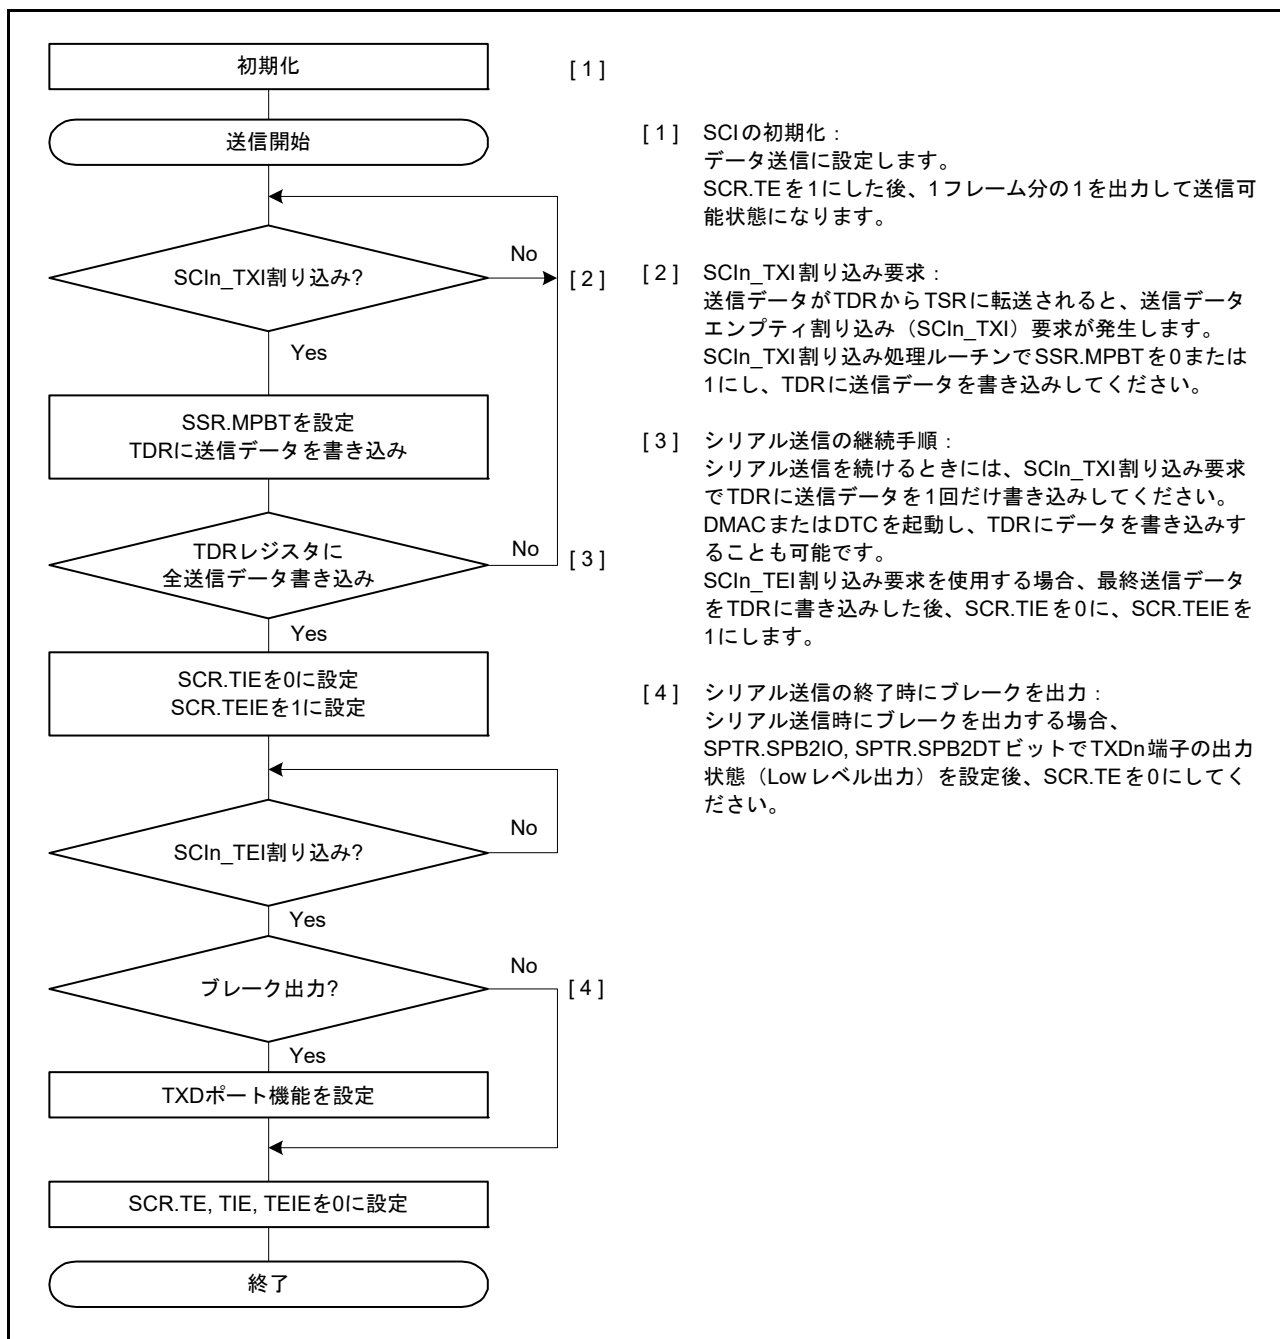 初期化
[ 1 ]
送信開始
SCIn_TXI割り込み?
No
[ 2 ]
Yes
SSR.MPBTを設定
TDRに送信データを書き込み
TDRレジスタに
全送信データ書き込み
No
[ 3 ]
Yes
SCR.TIEを0に設定
SCR.TEIEを1に設定
SCIn_TEI割り込み?
No
Yes
ブレーク出力?
No
[ 4 ]
Yes
TXDポート機能を設定
SCR.TE, TIE, TEIEを0に設定
終了
[ 1 ] SCIの初期化：
データ送信に設定します。
SCR.TEを1にした後、1フレーム分の1を出力して送信可
能状態になります。
[ 2 ] SCIn_TXI割り込み要求：
送信データがTDRからTSRに転送されると、送信データ
エンプティ割り込み（SCIn_TXI）要求が発生します。
SCIn_TXI割り込み処理ルーチンでSSR.MPBTを0または
1にし、TDRに送信データを書き込みしてください。
[ 3 ] シリアル送信の継続手順：
シリアル送信を続けるときには、SCIn_TXI割り込み要求
でTDRに送信データを1回だけ書き込みしてください。
DMACまたはDTCを起動し、TDRにデータを書き込みす
ることも可能です。
SCIn_TEI割り込み要求を使用する場合、最終送信データ
をTDRに書き込みした後、SCR.TIEを0に、SCR.TEIEを
1にします。
[ 4 ] シリアル送信の終了時にブレークを出力：
シリアル送信時にブレークを出力する場合、
SPTR.SPB2IO, SPTR.SPB2DTビットでTXDn端子の出力
状態（Lowレベル出力）を設定後、SCR.TEを0にしてく
ださい。